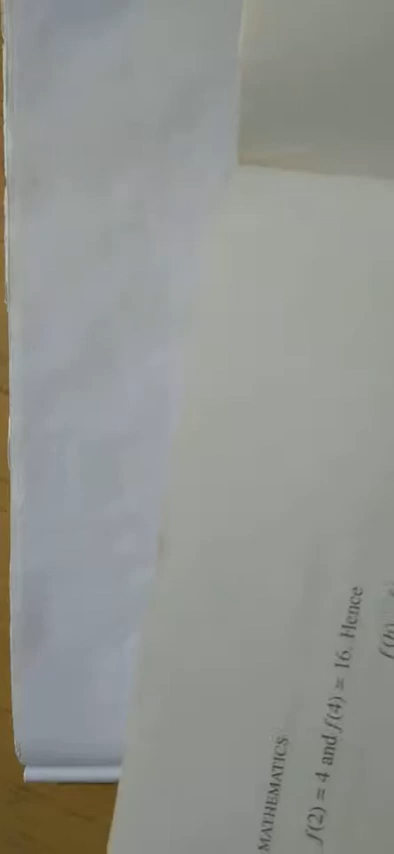 MATHEMATICS
f(2) = 4 and f(4) = 16. Hence